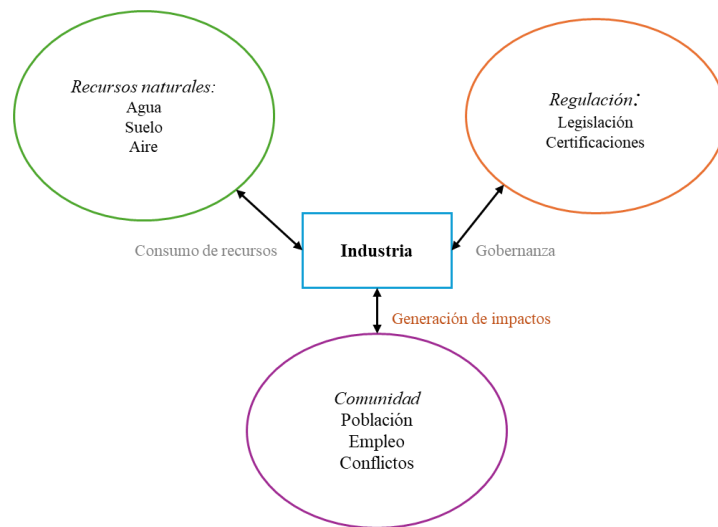 Recursos naturales:
Agua
Suelo
Aire
Regulación:
Legislación
Certificaciones
Consumo de recursos
Industria
Gobernanza
Generación de impactos
Comunidad
Población
Empleo
Conflictos